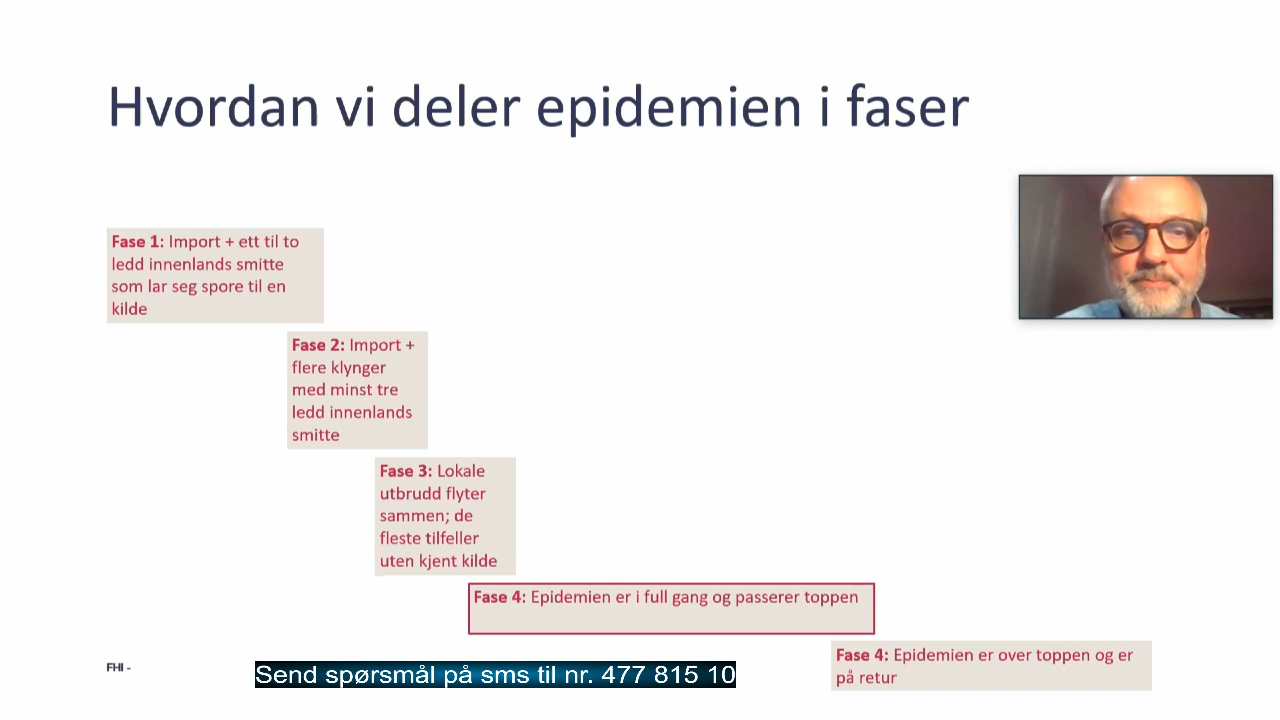 Hvordan vi deler epidemien i faser
Fase 1: Import + ett til to
ledd innenlands smitte
som lar seg spore til en
kilde
Fase 2: Import +
flere klynger
med minst tre
ledd innenlands
smitte
Fase 3: Lokale
utbrudd flyter
sammen; de
fleste tilfeller
uten kjent kilde
Fase 4: Epidemien er i full gang og passerer toppen
Fase 4: Epidemien er over toppen og er
på retur
FHI -
Send spørsmål på sms til nr. 477 815 10